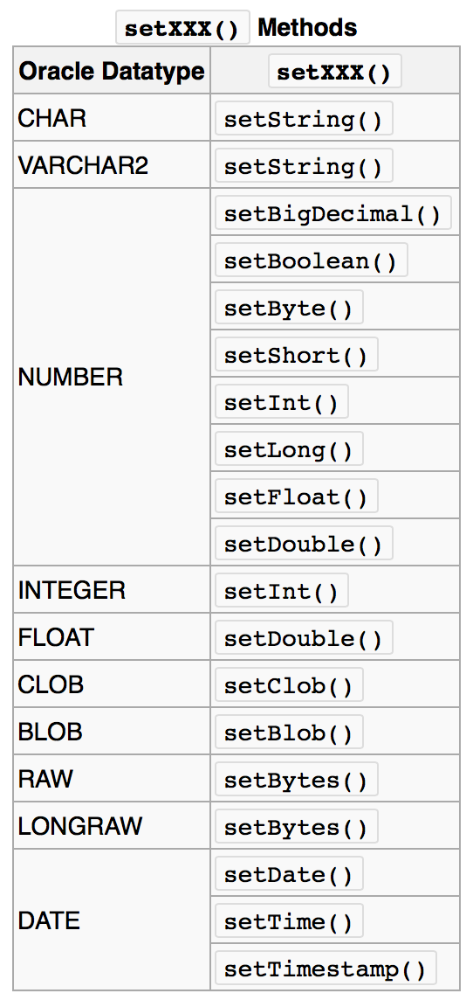 setXXX() Methods
Oracle Datatype setXXX()
CHAR setString()
VARCHAR2 setString()
NUMBER setBigDecimal()
setBoolean()
setByte()
setShort()
setInt()
setLong()
setFloat()
setDouble()
INTEGER setInt()
FLOAT setDouble()
CLOB setClob()
BLOB setBlob()
RAW setBytes()
LONGRAW setBytes()
DATE setDate()
setTime()
setTimestamp()